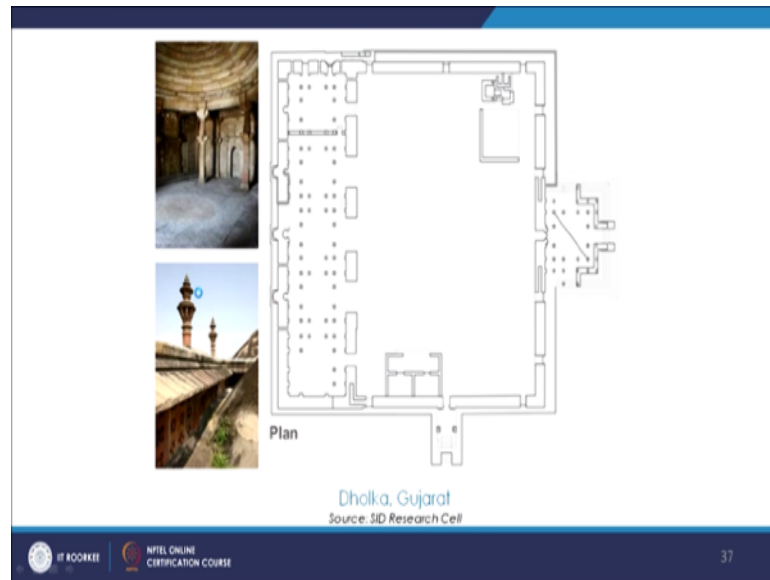 Plan
Dholka, Gujarat
Source: SID Research Cell
IIT ROORKEE
NPTEL ONLINE
CERTIFICATION COURSE
37